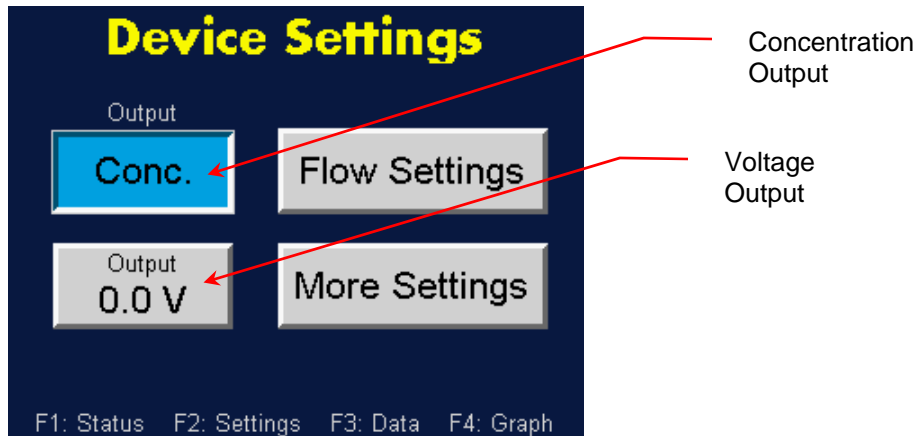 Device Settings
Concentration
Output
Output
Conc.
Flow Settings
Voltage
Output
Output
0.0 V
More Settings
F1: Status F2: Settings F3: Data F4: Graph